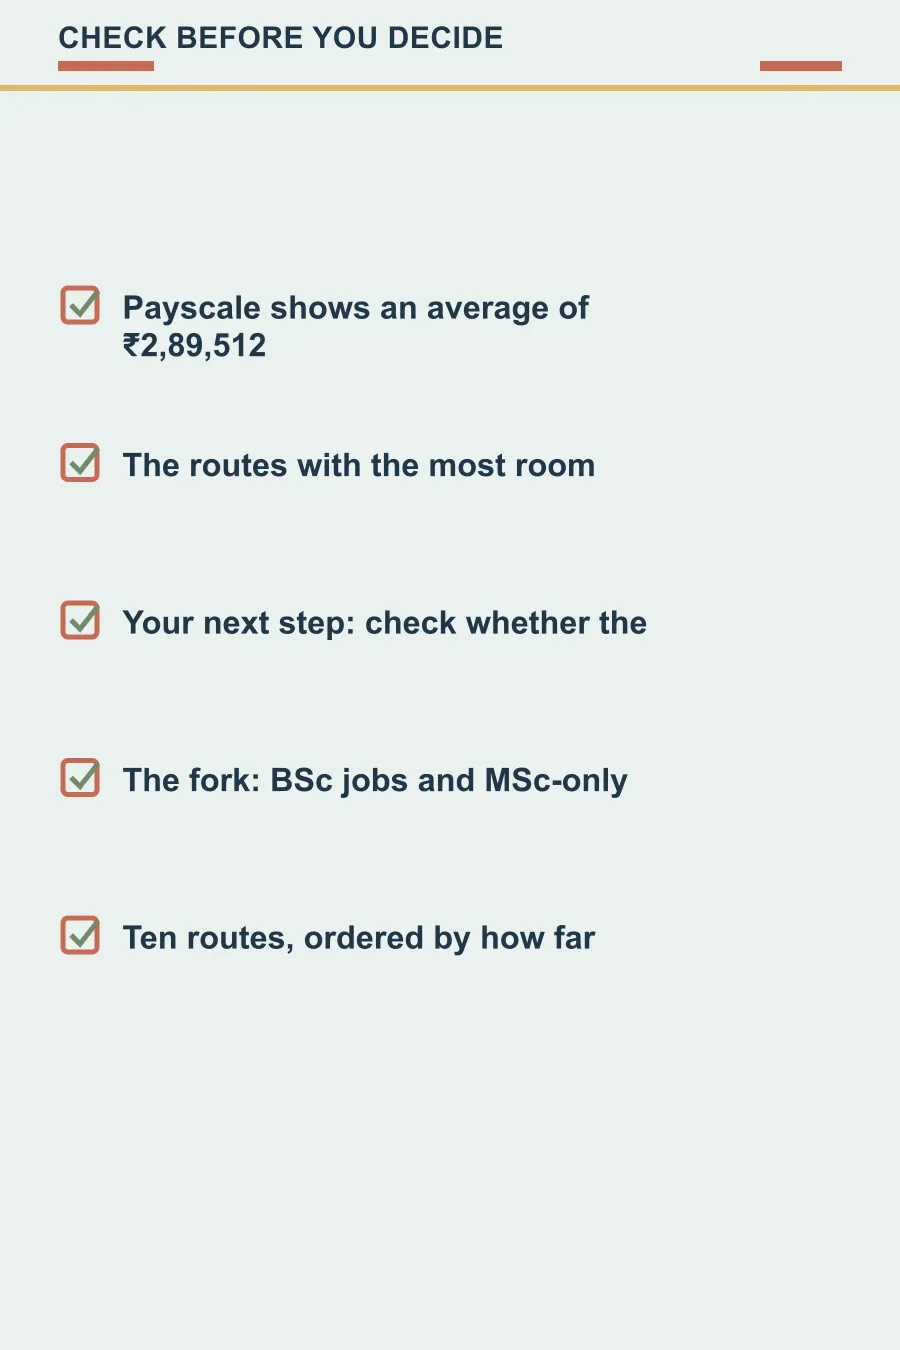 CHECK BEFORE YOU DECIDE
Payscale shows an average of
₹2,89,512
The routes with the most room
Your next step: check whether the
The fork: BSc jobs and MSc-only
Ten routes, ordered by how far